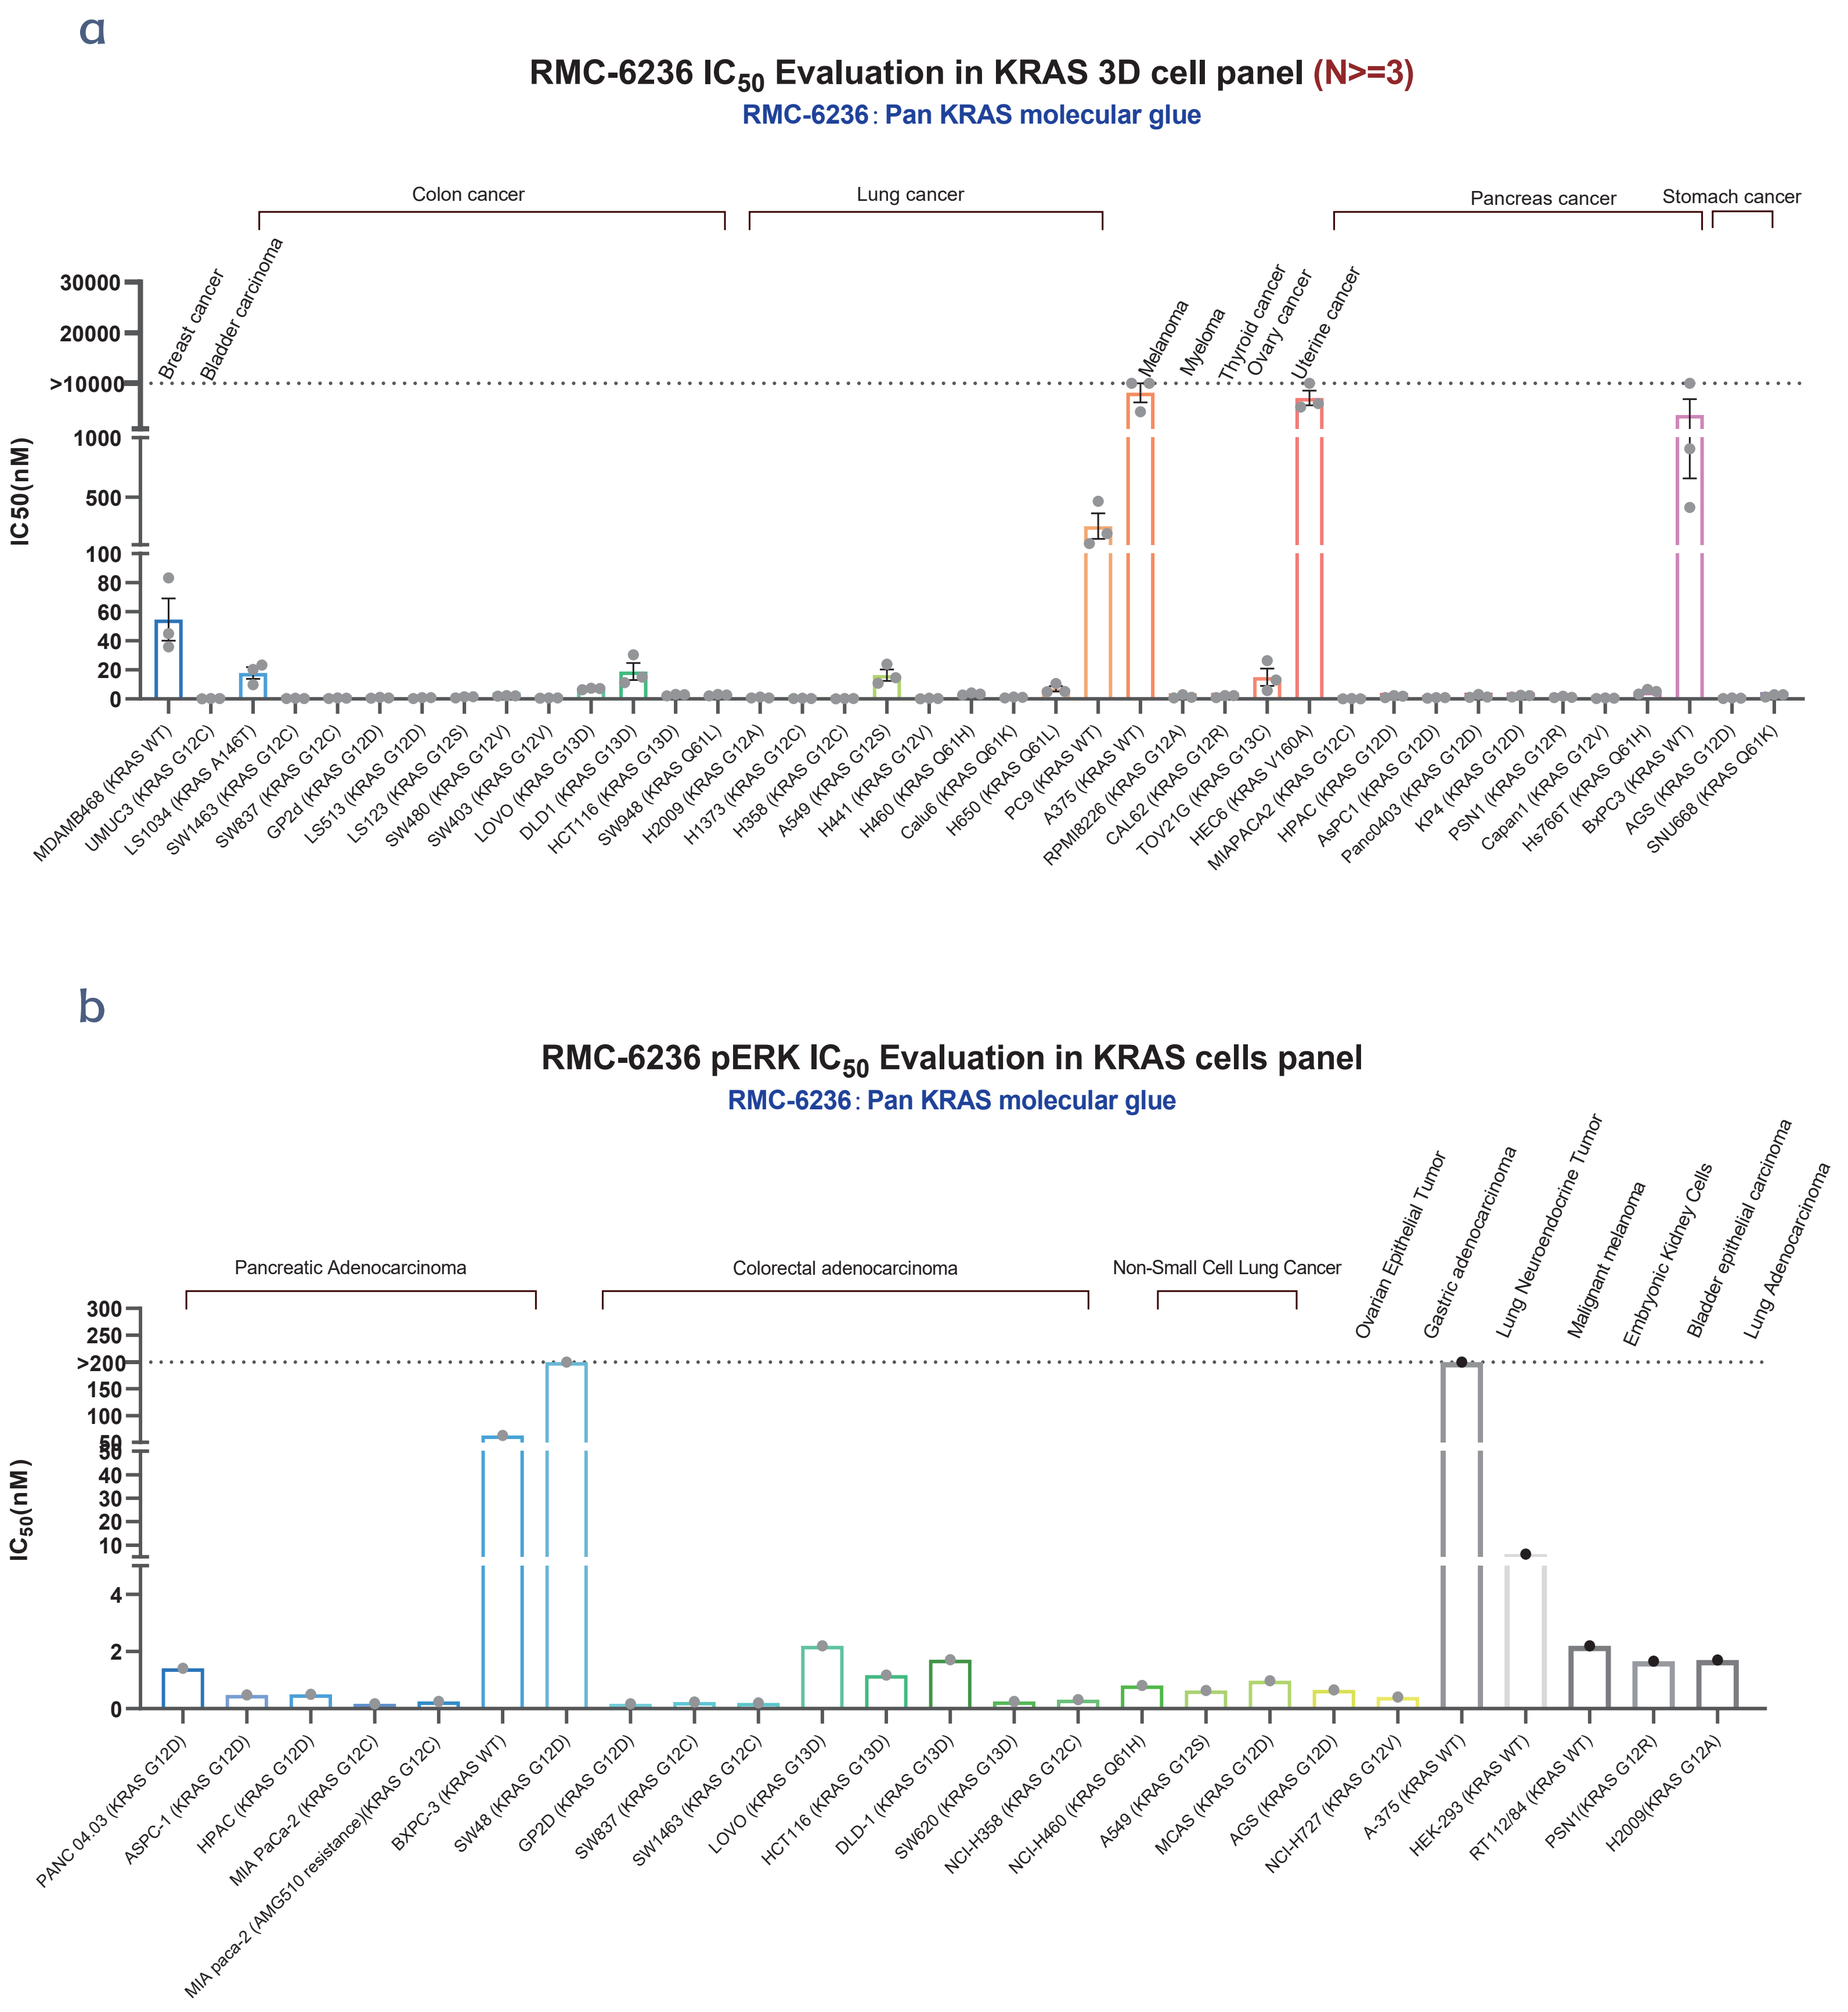 a
RMC-6236 IC50 Evaluation in KRAS 3D cell panel (N>=3)
RMC-6236: Pan KRAS molecular glue
Colon cancer
Lung cancer
Pancreas cancer
Stomach cancer
Breast cancer
Bladder carcinoma
Melanoma
Myeloma
Thyroid cancer
Ovary cancer
Uterine cancer
IC50(nM)
30000
20000
>10000
1000
500
100
80
60
40
20
0
MDAMB468 (KRAS WT)
UMUC3 (KRAS G12C)
LS1034 (KRAS A146T)
SW1463 (KRAS G12C)
SW837 (KRAS G12C)
GP2d (KRAS G12D)
LS513 (KRAS G12D)
LS123 (KRAS G12S)
SW480 (KRAS G12V)
SW403 (KRAS G12V)
LOVO (KRAS G13D)
DLD1 (KRAS G13D)
HCT116 (KRAS G13D)
SW948 (KRAS Q61L)
H2009 (KRAS G12A)
H1373 (KRAS G12C)
H358 (KRAS G12C)
A549 (KRAS G12S)
H441 (KRAS G12V)
H460 (KRAS Q61H)
Calu6 (KRAS Q61K)
H650 (KRAS Q61L)
PC9 (KRAS WT)
A375 (KRAS WT)
RPMI8226 (KRAS G12A)
CAL62 (KRAS G12R)
TOV21G (KRAS G13C)
HEC6 (KRAS V160A)
MIAPACA2 (KRAS G12C)
HPAC (KRAS G12D)
AsPC1 (KRAS G12D)
Panc0403 (KRAS G12D)
KP4 (KRAS G12D)
PSN1 (KRAS G12R)
Capan1 (KRAS G12V)
Hs766T (KRAS Q61H)
BxPC3 (KRAS WT)
AGS (KRAS G12D)
SNU668 (KRAS Q61K)
b
RMC-6236 pERK IC50 Evaluation in KRAS cells panel
RMC-6236: Pan KRAS molecular glue
Pancreatic Adenocarcinoma
Colorectal adenocarcinoma
Non-Small Cell Lung Cancer
Ovarian Epithelial Tumor
Gastric adenocarcinoma
Lung Neuroendocrine Tumor
Malignant melanoma
Embryonic Kidney Cells
Bladder epithelial carcinoma
Lung Adenocarcinoma
IC50(nM)
300
250
>200
150
100
50
50
40
30
20
10
4
2
0
PANC 04.03 (KRAS G12D)
ASPC-1 (KRAS G12D)
HPAC (KRAS G12D)
MIA PaCa-2 (KRAS G12C)
MIA paca-2 (AMG510 resistance)(KRAS G12C)
BXPC-3 (KRAS WT)
SW48 (KRAS G12D)
GP2D (KRAS G12D)
SW837 (KRAS G12C)
SW1463 (KRAS G12C)
LOVO (KRAS G13D)
HCT116 (KRAS G13D)
DLD-1 (KRAS G13D)
SW620 (KRAS G13D)
NCI-H358 (KRAS G12C)
NCI-H460 (KRAS Q61H)
A549 (KRAS G12S)
MCAS (KRAS G12D)
AGS (KRAS G12D)
NCI-H727 (KRAS G12V)
A-375 (KRAS WT)
HEK-293 (KRAS WT)
RT112/84 (KRAS WT)
PSN1(KRAS G12R)
H2009(KRAS G12A)